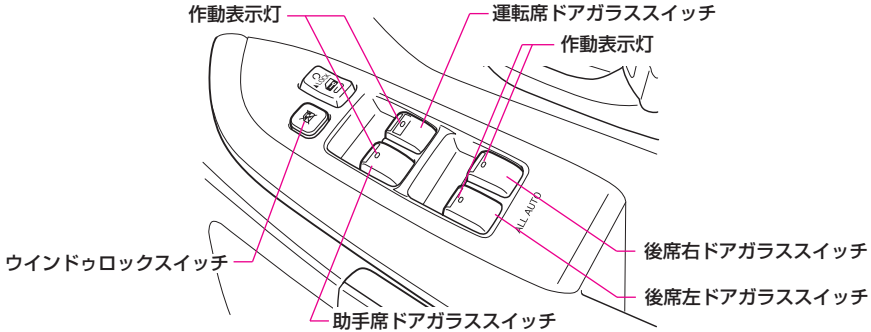 作動表示灯
運転席ドアガラススイッチ
作動表示灯
LOCK
ALL AUTO
ウインドゥロックスイッチ
後席右ドアガラススイッチ
後席左ドアガラススイッチ
助手席ドアガラススイッチ